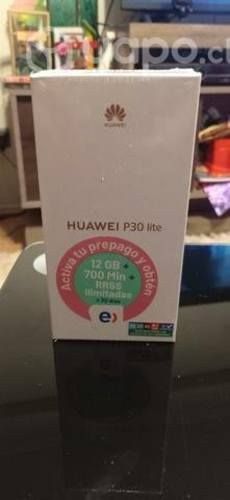 HUAWEI
HUAWEI P30 lite
Activa tu prepago y obtén
12 GB +
700 Min +
RRSS
Ilimitadas
e)